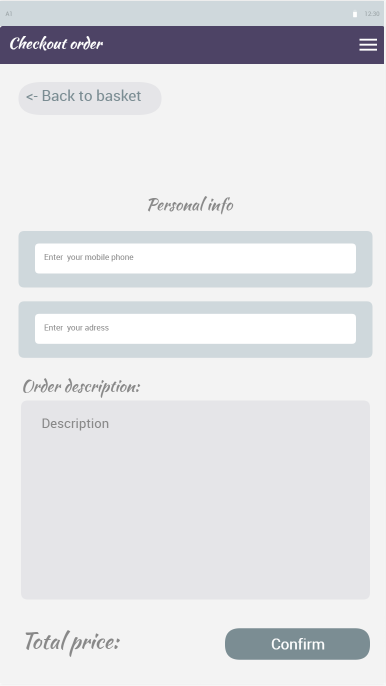 A1 12:30
Checkout order
<- Back to basket
Personal info
Enter your mobile phone
Enter your adress
Order description:
Description
Total price:
Confirm